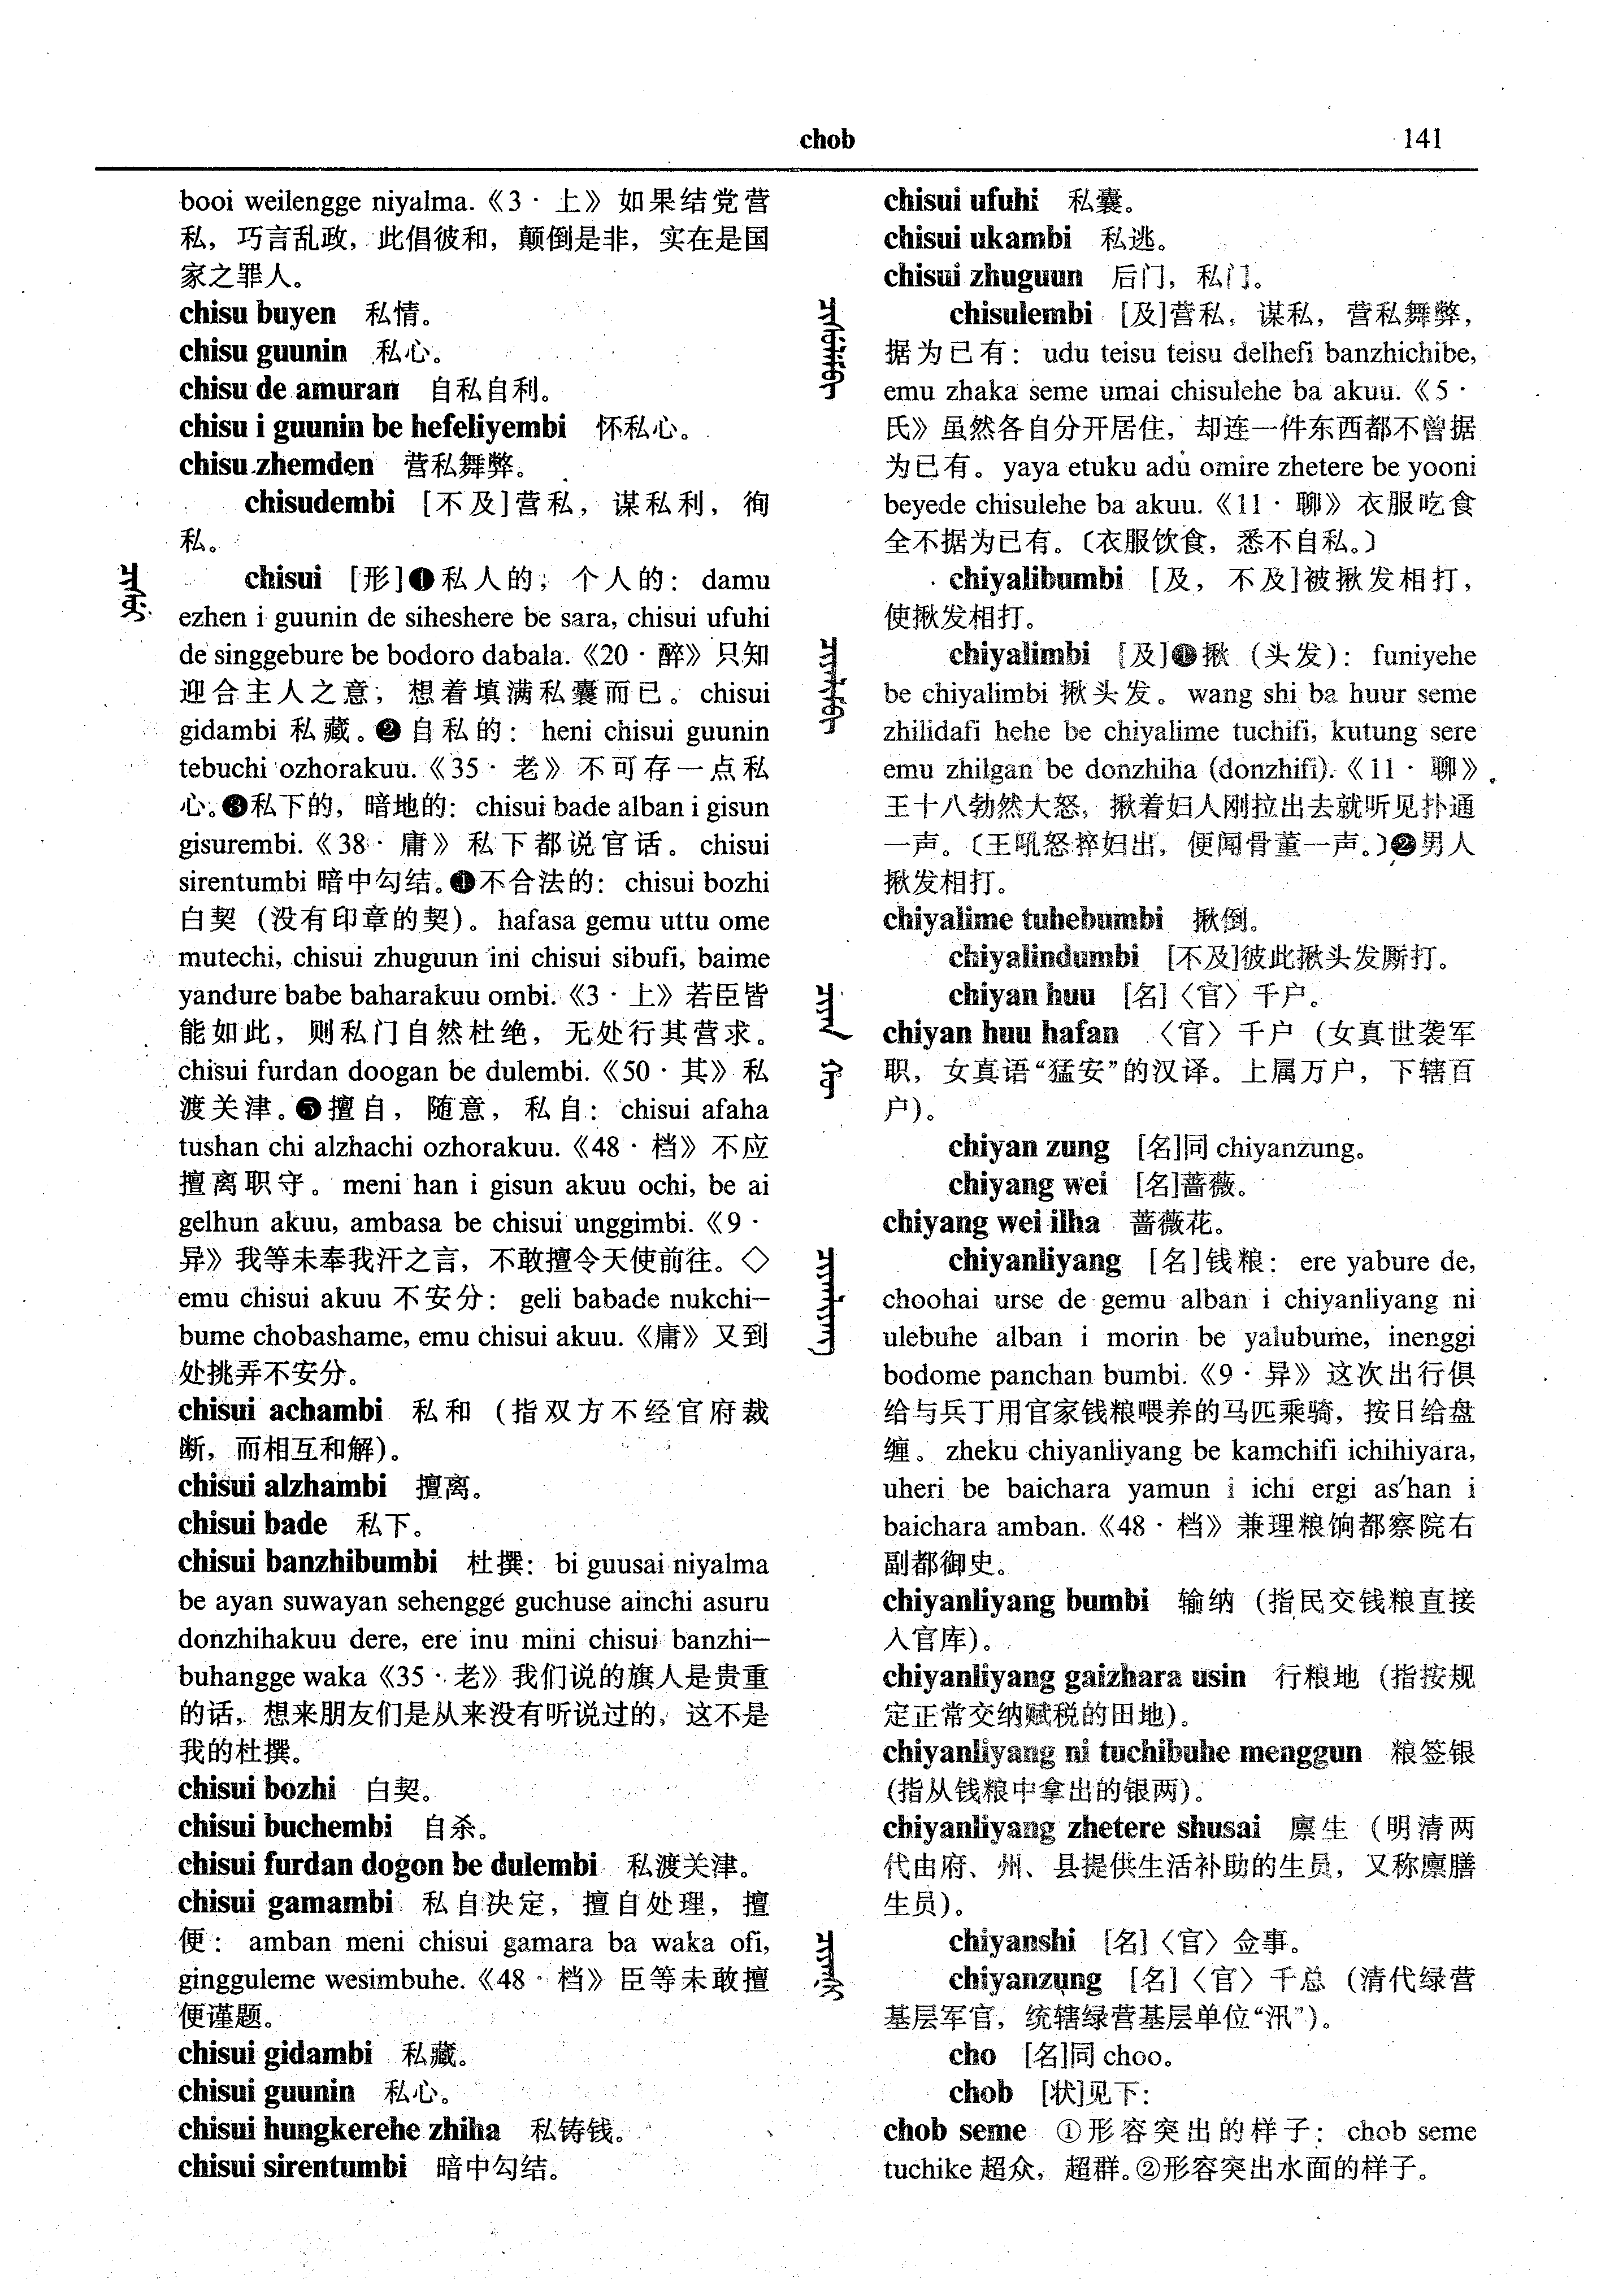 chob
141
booi weilengge niyalma.《3 · 上》如果结党营
私，巧言乱政，此倡彼和，颠倒是非，实在是国
家之罪人。
chisu buyen 私情。
chisu guunin 私心。
chisu de amuran 自私自利。
chisu i guunin be hefeliyembi 怀私心。
chisu zhemden 营私舞弊。
chisudembi [不及]营私，谋私利，徇
私。
chisui [形]❶私人的；个人的：damu
ezhen i guunin de siheshere be sara, chisui ufuhi
de singgebure be bodoro dabala.《20 · 醉》只知
迎合主人之意；想着填满私囊而已。chisui
gidambi 私藏。❷自私的：heni chisui guunin
tebuchi ozhorakuu.《35 · 老》不可存一点私
心。❸私下的，暗地的：chisui bade alban i gisun
gisurembi.《38 · 庸》私下都说官话。chisui
sirentumbi 暗中勾结。❹不合法的：chisui bozhi
白契（没有印章的契）。hafasa gemu uttu ome
mutechi, chisui zhuguun ini chisui sibufi, baime
yandure babe baharakuu ombi.《3 · 上》若臣皆
能如此，则私门自然杜绝，无处行其营求。
chisui furdan doogan be dulembi.《50 · 其》私
渡关津。❺擅自，随意，私自：chisui afaha
tushan chi alzhachi ozhorakuu.《48 · 档》不应
擅离职守。meni han i gisun akuu ochi, be ai
gelhun akuu, ambasa be chisui unggimbi.《9 ·
异》我等未奉我汗之言，不敢擅令天使前往。◇
emu chisui akuu 不安分：geli babade nukchi–
bume chobashame, emu chisui akuu.《庸》又到
处挑弄不安分。
chisui achambi 私和（指双方不经官府裁
断，而相互和解）。
chisui alzhambi 擅离。
chisui bade 私下。
chisui banzhibumbi 杜撰：bi guusai niyalma
be ayan suwayan sehengge guchuse ainchi asuru
donzhihakuu dere, ere inu mini chisui banzhi–
buhangge waka《35 · 老》我们说的旗人是贵重
的话，想来朋友们是从来没有听说过的，这不是
我的杜撰。
chisui bozhi 白契。
chisui buchembi 自杀。
chisui furdan dogon be dulembi 私渡关津。
chisui gamambi 私自决定，擅自处理，擅
便：amban meni chisui gamara ba waka ofi,
gingguleme wesimbuhe.《48 · 档》臣等未敢擅
便谨题。
chisui gidambi 私藏。
chisui guunin 私心。
chisui hungkerehe zhiha 私铸钱。
chisui sirentumbi 暗中勾结。
chisui ufuhi 私囊。
chisui ukambi 私逃。
chisui zhuguun 后门，私门。
chisulembi [及]营私，谋私，营私舞弊，
据为已有：udu teisu teisu delhefi banzhichibe,
emu zhaka seme umai chisulehe ba akuu.《5 ·
氏》虽然各自分开居住，却连一件东西都不曾据
为已有。yaya etuku adu omire zhetere be yooni
beyede chisulehe ba akuu.《11 · 聊》衣服吃食
全不据为已有。〔衣服饮食，悉不自私。〕
chiyalibumbi [及，不及]被揪发相打，
使揪发相打。
chiyalimbi [及]❶揪（头发）：funiyehe
be chiyalimbi 揪头发。wang shi ba huur seme
zhilidafi hehe be chiyalime tuchifi, kutung sere
emu zhilgan be donzhiha (donzhifi).《11 · 聊》
王十八勃然大怒，揪着妇人刚拉出去就听见扑通
一声。〔王吼怒捽妇出，便闻骨董一声。〕❷男人
揪发相打。
chiyalime tuhebumbi 揪倒。
chiyalindumbi [不及]彼此揪头发厮打。
chiyan huu [名]〈官〉千户。
chiyan huu hafan 〈官〉千户（女真世袭军
职，女真语“猛安”的汉译。上属万户，下辖百
户）。
chiyan zung [名]同 chiyanzung。
chiyang wei [名]蔷薇。
chiyang wei ilha 蔷薇花。
chiyanliyang [名]钱粮：ere yabure de,
choohai urse de gemu alban i chiyanliyang ni
ulebuhe alban i morin be yalubume, inenggi
bodome panchan bumbi.《9 · 异》这次出行俱
给与兵丁用官家钱粮喂养的马匹乘骑，按日给盘
缠。zheku chiyanliyang be kamchifi ichihiyara,
uheri be baichara yamun i ichi ergi as'han i
baichara amban.《48 · 档》兼理粮饷都察院右
副都御史。
chiyanliyang bumbi 输纳（指民交钱粮直接
入官库）。
chiyanliyang gaizhara usin 行粮地（指按规
定正常交纳赋税的田地）。
chiyanliyang ni tuchibuhe menggun 粮签银
（指从钱粮中拿出的银两）。
chiyanliyang zhetere shusai 廪生（明清两
代由府、州、县提供生活补助的生员，又称廪膳
生员）。
chiyanshi [名]〈官〉佥事。
chiyanzung [名]〈官〉千总（清代绿营
基层军官，统辖绿营基层单位“汛”）。
cho [名]同 choo。
chob [状]见下：
chob seme ①形容突出的样子：chob seme
tuchike 超众，超群。②形容突出水面的样子。